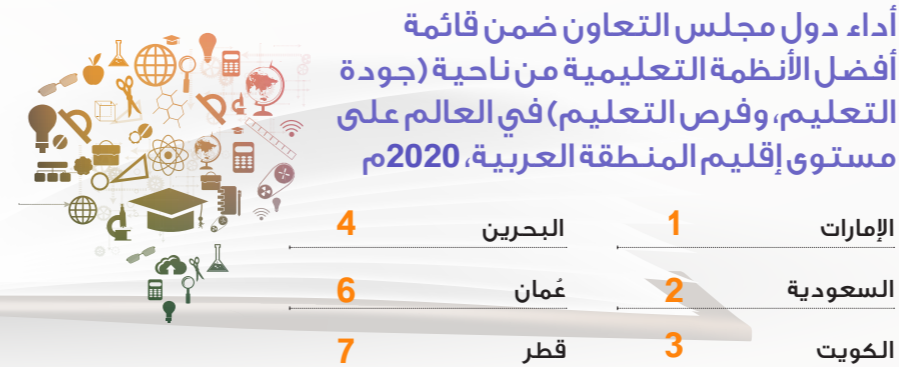 أداء دول مجلس التعاون ضمن قائمة
أفضل الأنظمة التعليمية من ناحية (جودة
التعليم، وفرص التعليم) في العالم على
مستوى إقليم المنطقة العربية، 2020م
الإمارات 1
السعودية 2
الكويت 3
البحرين 4
عُمان 6
قطر 7